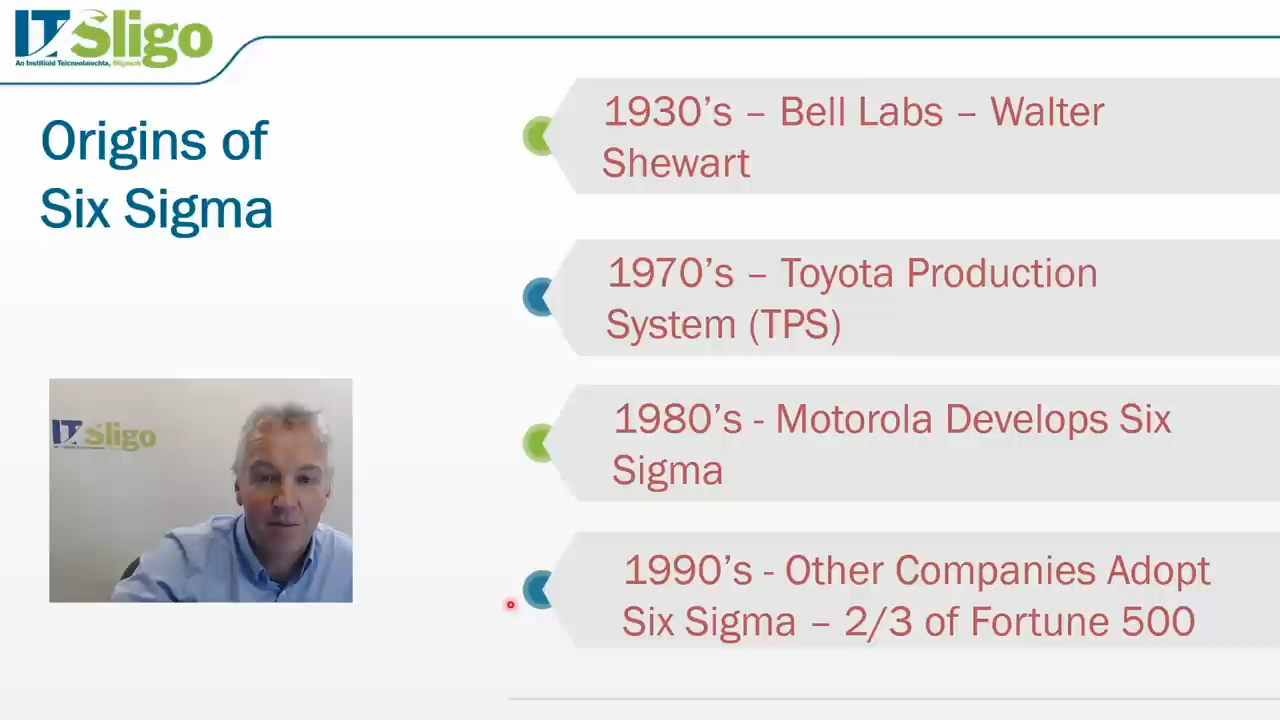 IT Sligo
An Institiúid Teicneolaíochta, Sligeach
Origins of
Six Sigma
1930’s – Bell Labs – Walter
Shewart
1970’s – Toyota Production
System (TPS)
1980’s - Motorola Develops Six
Sigma
1990’s - Other Companies Adopt
Six Sigma – 2/3 of Fortune 500
IT Sligo